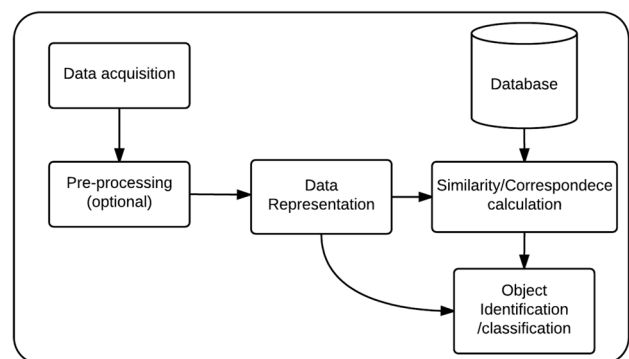 Data acquisition
Database
Pre-processing
(optional)
Data
Representation
Similarity/Correspondece
calculation
Object
Identification
/classification